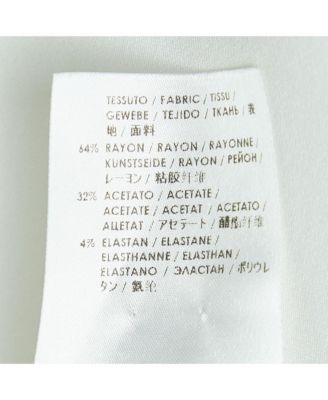 TESSUTO / FABRIC / TISSU /
GEWEBE / TEJIDO / ТКАНЬ / 表
地 / 面料
64% RAYON / RAYON / RAYONNE /
KUNSTSEIDE / RAYON / РЕЙОН /
レーヨン / 粘胶纤维
32% ACETATO / ACETATE /
ACETATE / ACETAT / ACETATO /
АЦЕТАТ / アセテート / 醋酯纤维
4% ELASTAN / ELASTANE /
ELASTHANNE / ELASTHAN /
ELASTANO / ЭЛАСТАН / ポリウレ
タン / 氨纶